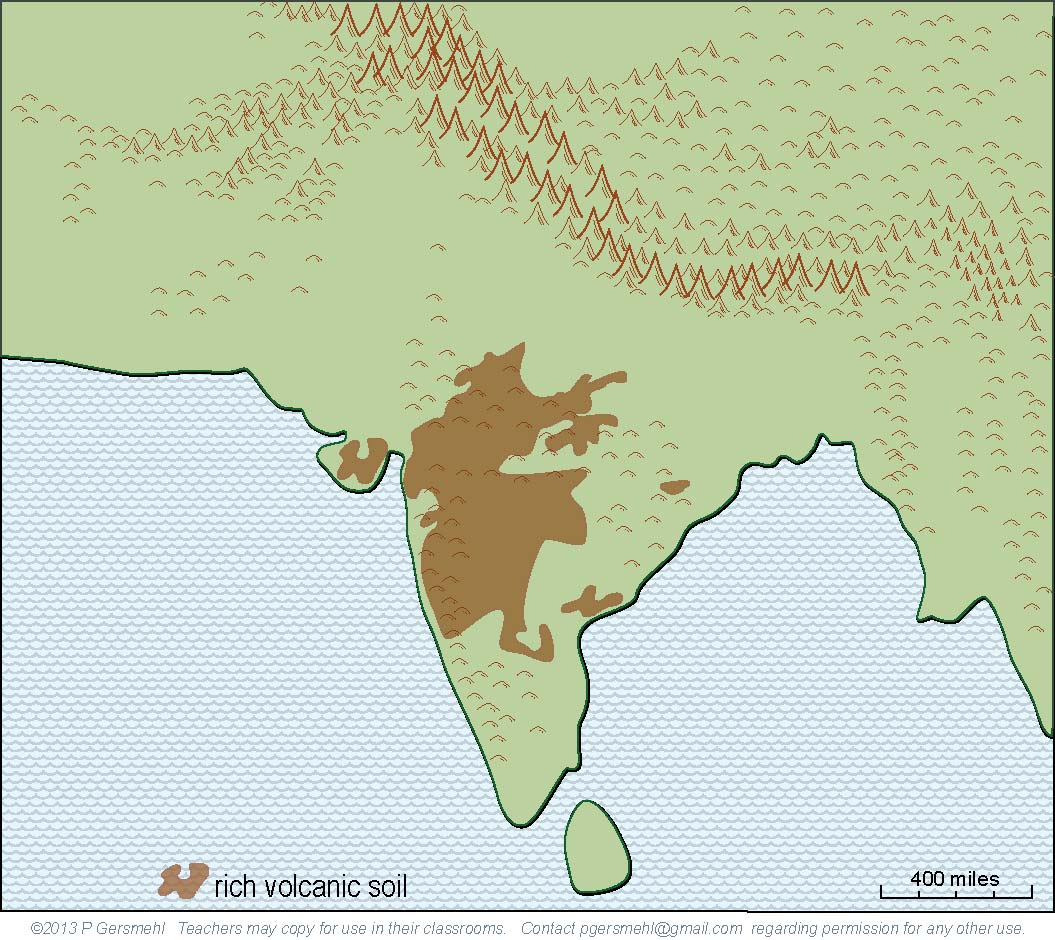 rich volcanic soil
400 miles
©2013 P Gersmehl   Teachers may copy for use in their classrooms.   Contact pgersmehl@gmail.com  regarding permission for any other use.